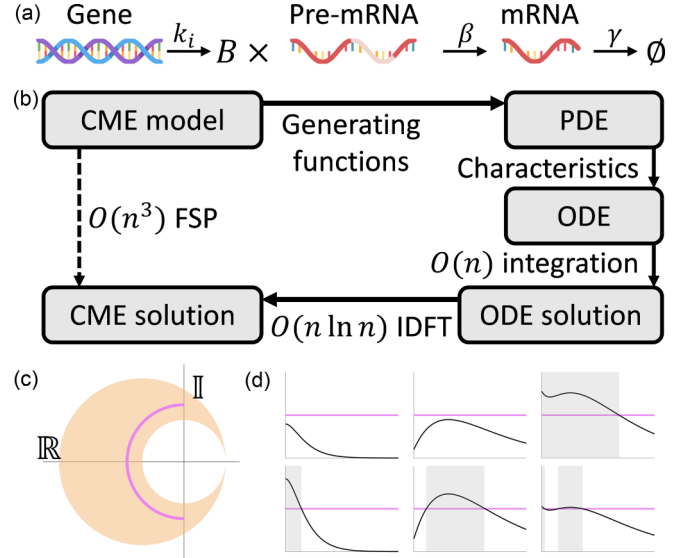 (a) Gene Pre-mRNA mRNA
kᵢ B × β γ ∅
(b)
CME model
Generating
functions
PDE
Characteristics
ODE
O(n³) FSP
O(n) integration
CME solution
O(n ln n) IDFT
ODE solution
(c)
𝕀
ℝ
(d)